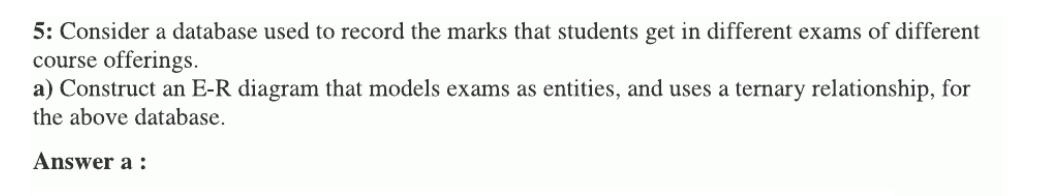 5: Consider a database used to record the marks that students get in different exams of different
course offerings.
a) Construct an E-R diagram that models exams as entities, and uses a ternary relationship, for
the above database.
Answer a :